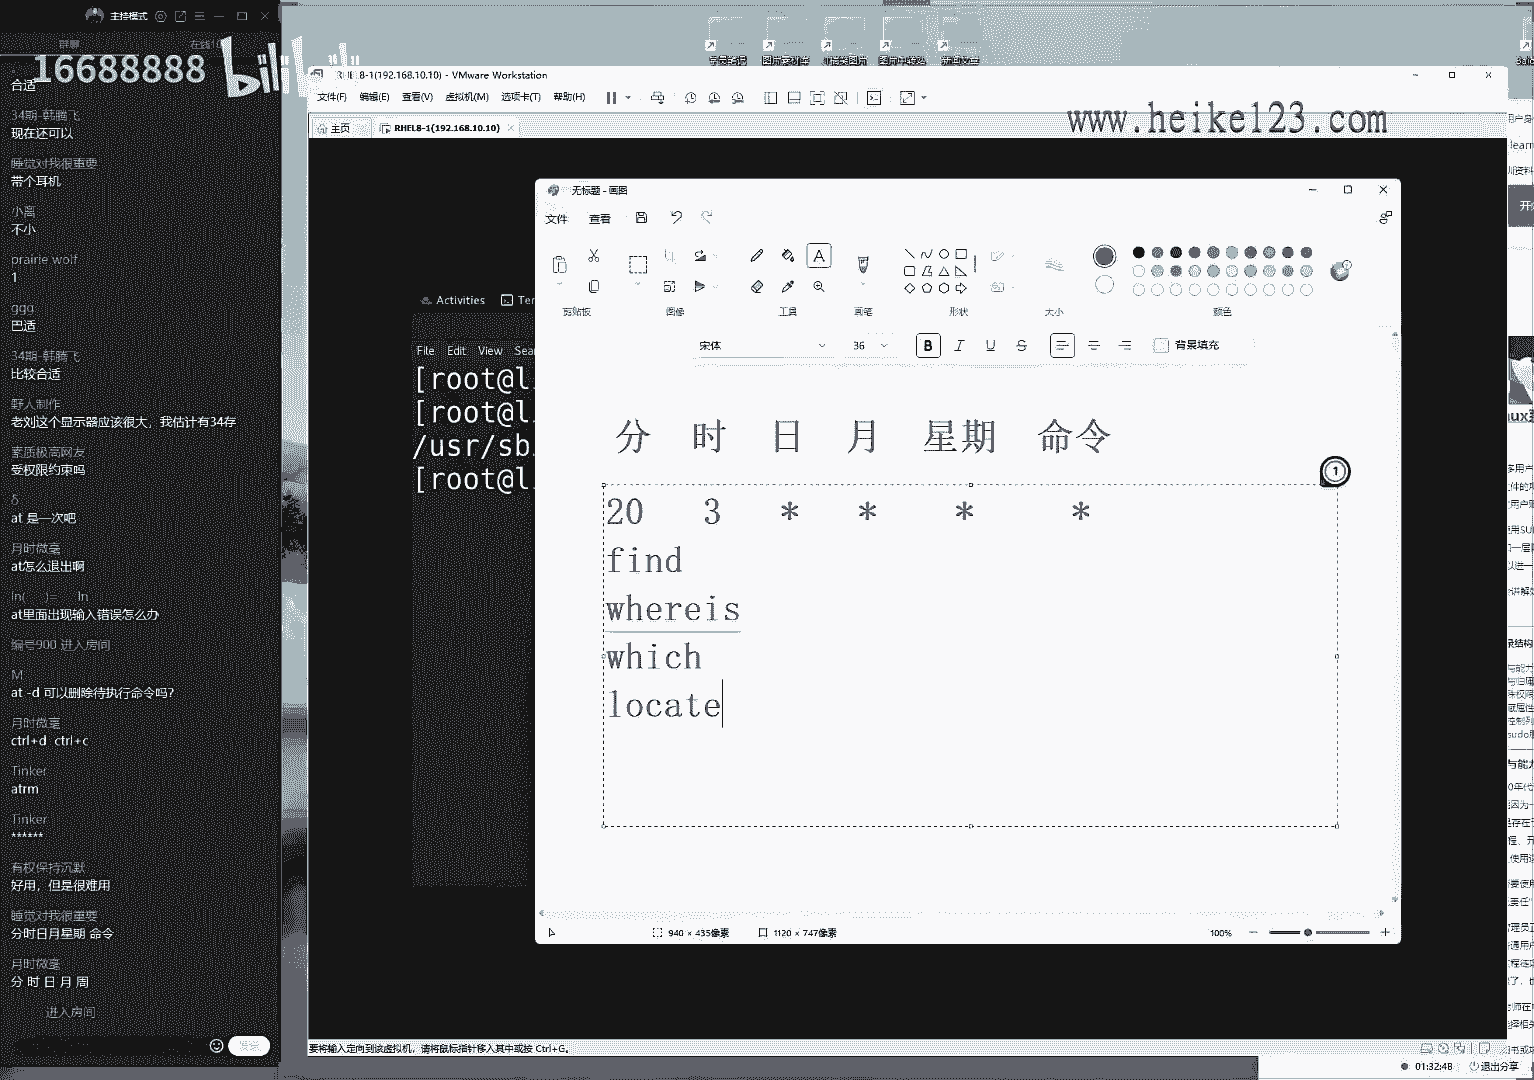 主持模式
群聊
16688888
bilibili
合适
34期-韩腾飞
现在还可以
睡觉对我很重要
带个耳机
小离
不小
prairie wolf
1
ggg
巴适
34期-韩腾飞
比较合适
野人制作
老刘这个显示器应该很大，我估计有34存
素质极高网友
受权限约束吗
δ
at 是一次吧
月时微毫
at怎么退出啊
ln( )= ln
at里面出现输入错误怎么办
编号900 进入房间
M
at -d 可以删除待执行命令吗?
月时微毫
ctrl+d ctrl+c
Tinker
atrm
Tinker
******
有权保持沉默
好用，但是很难用
睡觉对我很重要
分时日月星期 命令
月时微毫
分 时 日 月 周
进入房间
发送
RHEL8-1(192.168.10.10) - VMware Workstation
文件(F) 编辑(E) 查看(V) 虚拟机(M) 选项卡(T) 帮助(H)
www.heike123.com
主页 RHEL8-1(192.168.10.10)
Activities
File Edit View
[root@l
[root@l
/usr/sb
[root@l
无标题 - 画图
文件 查看
剪贴板 图像 工具 画笔 形状 大小 颜色
宋体 36 B I U S 背景填充
分 时 日 月 星期 命令
1
20 3 * * * *
find
whereis
which
locate
940 × 435像素 1120 × 747像素 100%
要将输入定向到该虚拟机，请将鼠标指针移入其中或按 Ctrl+G。
01:32:48 退出分享